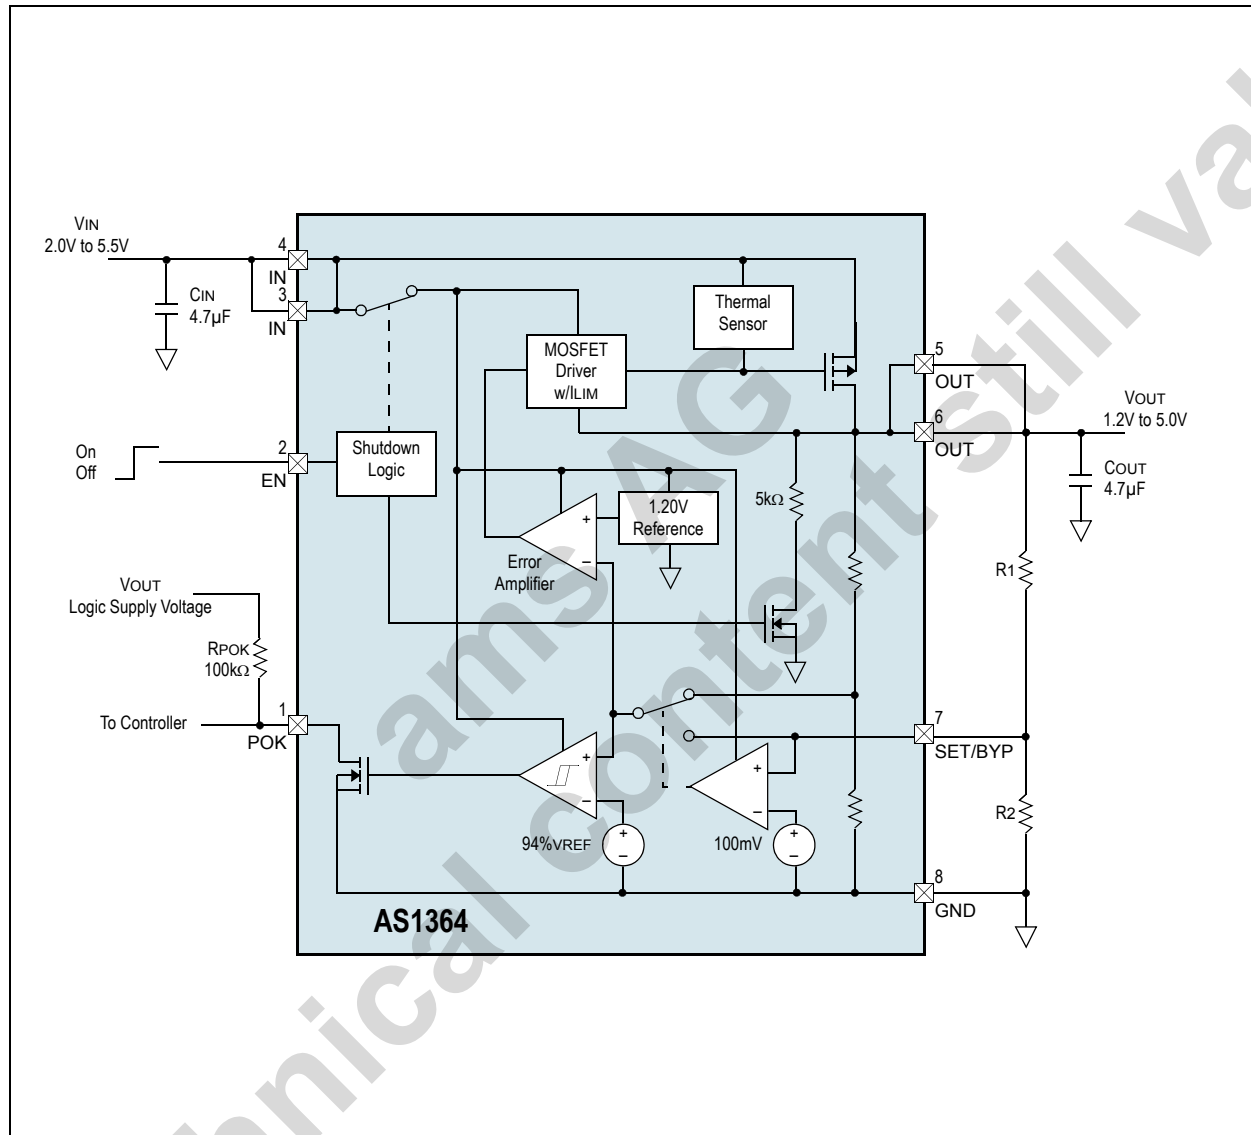 VIN
2.0V to 5.5V
4
IN
3
IN
CIN
4.7µF
Thermal
Sensor
MOSFET
Driver
w/ILIM
5
OUT
6
OUT
VOUT
1.2V to 5.0V
COUT
4.7µF
On
Off
2
EN
Shutdown
Logic
5kΩ
+
−
1.20V
Reference
Error
Amplifier
R1
VOUT
Logic Supply Voltage
RPOK
100kΩ
To Controller
1
POK
7
SET/BYP
+
−
+
−
94%VREF
+
−
100mV
+
−
R2
8
GND
AS1364
ams AG
hnical content still va